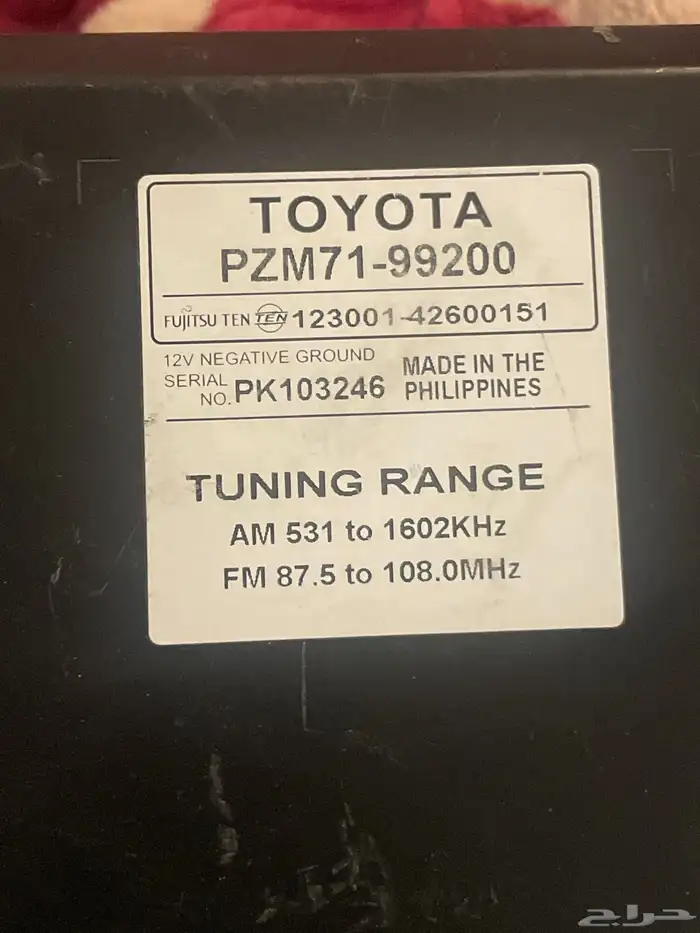 TOYOTA
PZM71-99200
FUJITSU TEN TEN 123001-42600151
12V NEGATIVE GROUND
SERIAL NO. PK103246
MADE IN THE
PHILIPPINES
TUNING RANGE
AM 531 to 1602KHz
FM 87.5 to 108.0MHz
حراج